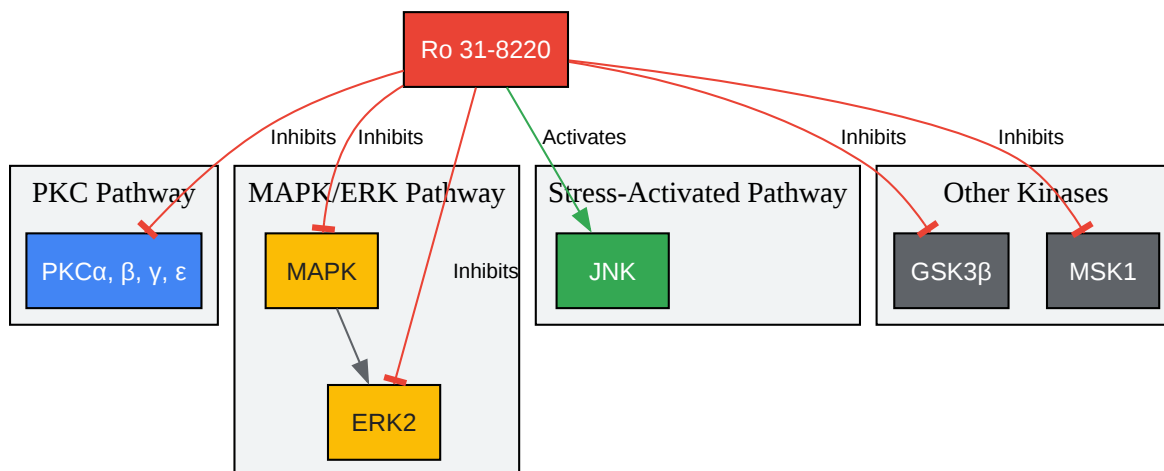 Ro 31-8220
Inhibits
Inhibits
Activates
Inhibits
Inhibits
PKC Pathway
MAPK/ERK Pathway
Stress-Activated Pathway
Other Kinases
PKCα, β, γ, ε
MAPK
Inhibits
JNK
GSK3β
MSK1
ERK2